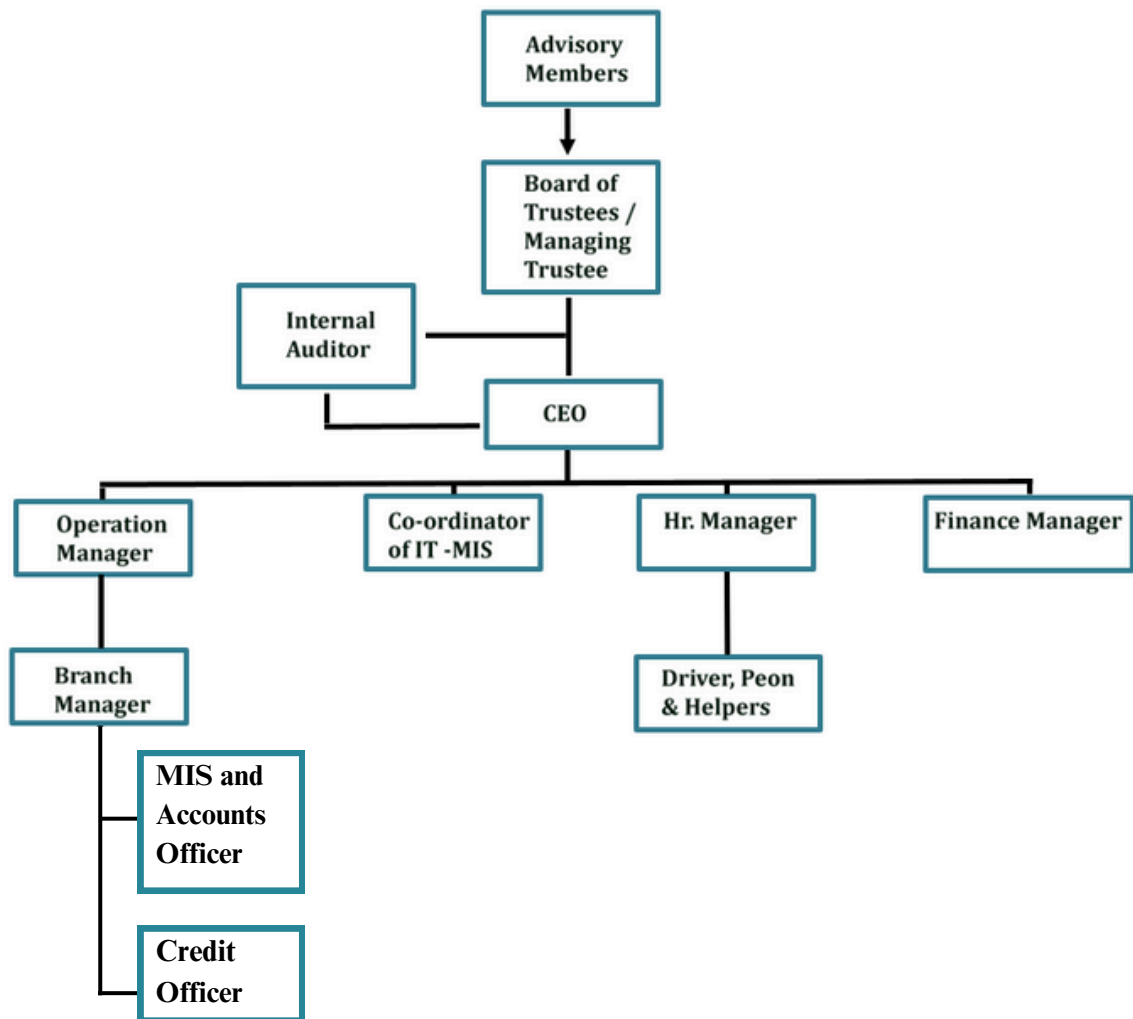 Advisory
Members
Board of
Trustees /
Managing
Trustee
Internal
Auditor
CEO
Operation
Manager
Co-ordinator
of IT -MIS
Hr. Manager
Finance Manager
Branch
Manager
Driver, Peon
& Helpers
MIS and
Accounts
Officer
Credit
Officer